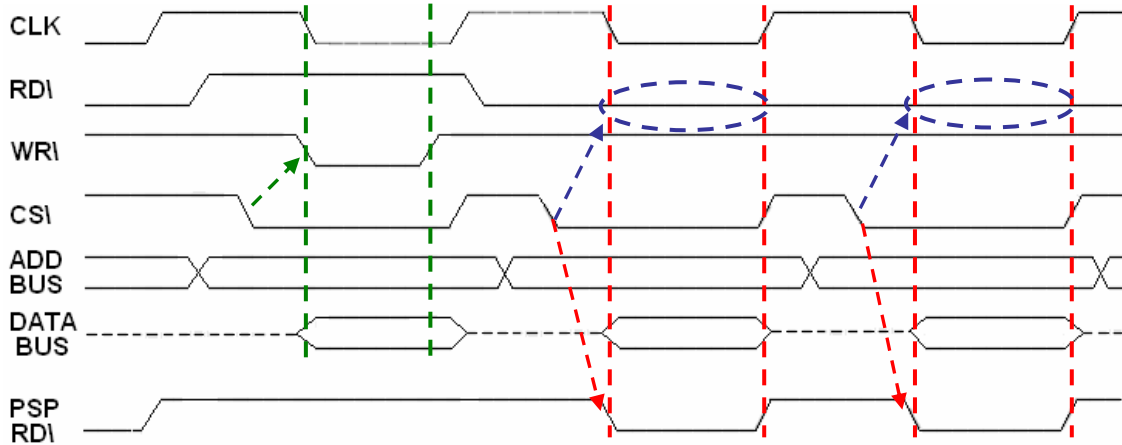 CLK
RD\
WR\
CS\
ADD
BUS
DATA
BUS
PSP
RD\